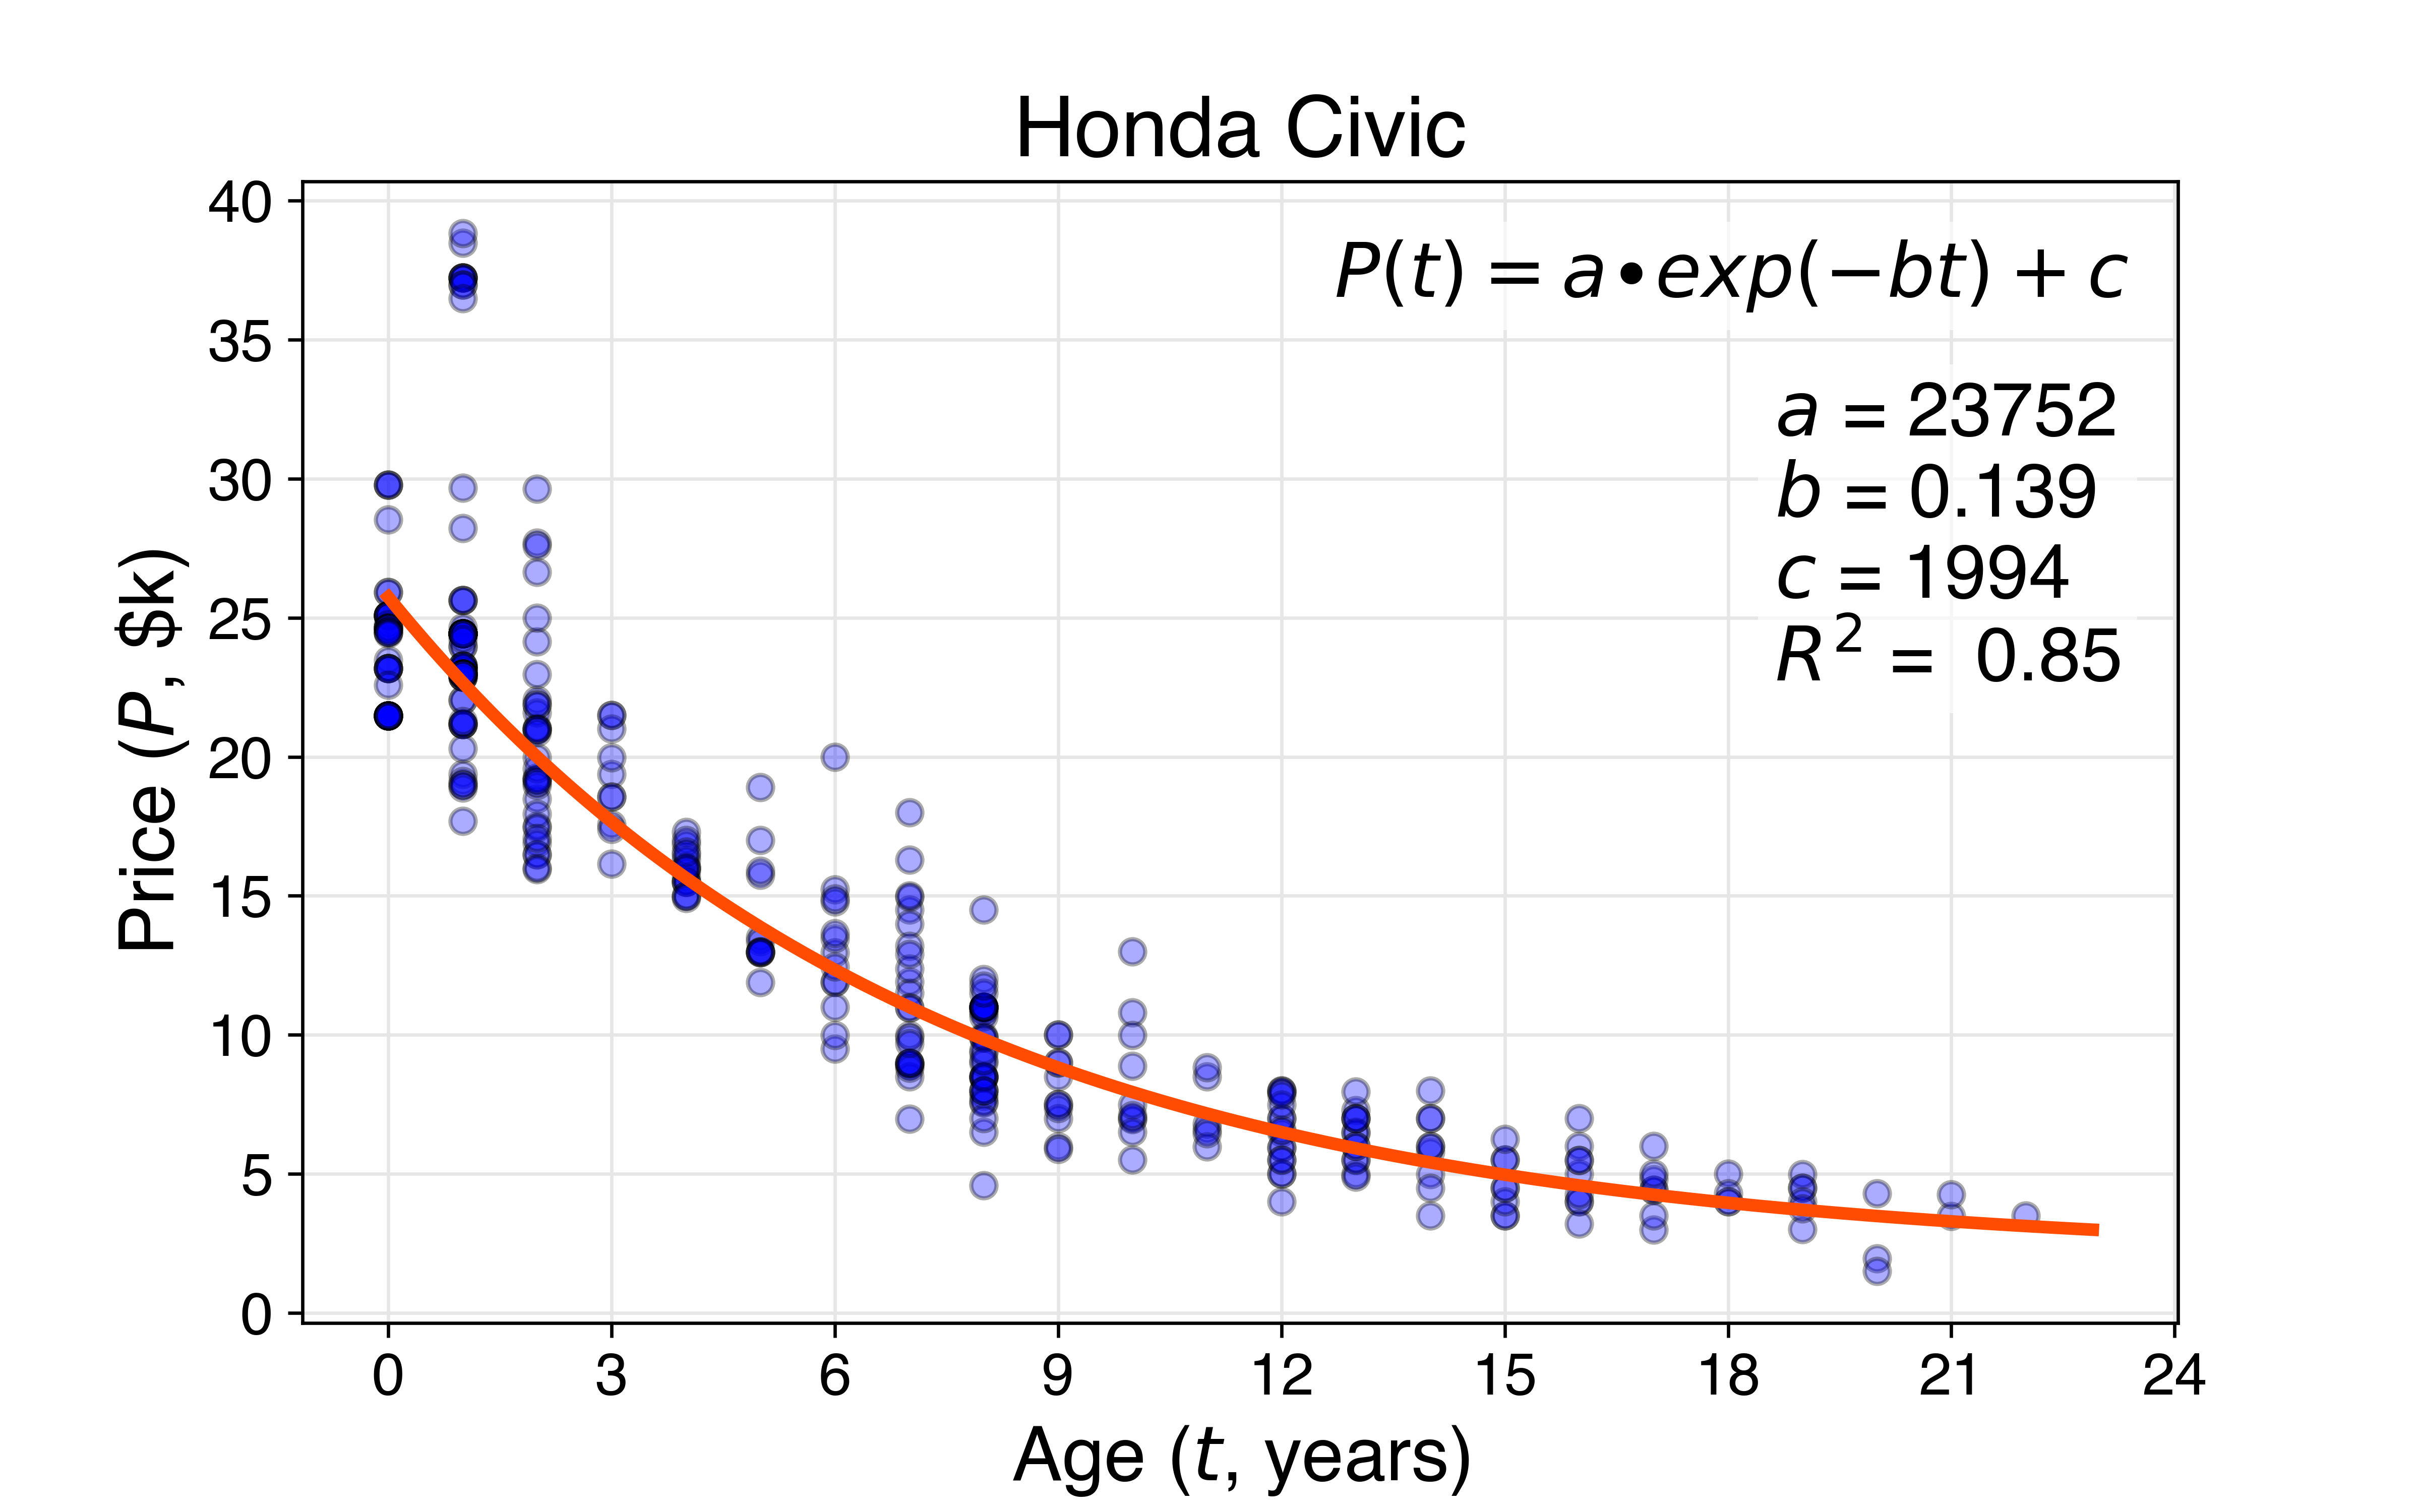 Honda Civic
P(t) = a•exp(−bt) + c
a = 23752
b = 0.139
c = 1994
R² = 0.85
Price (P, $k)
40
35
30
25
20
15
10
5
0
0 3 6 9 12 15 18 21 24
Age (t, years)